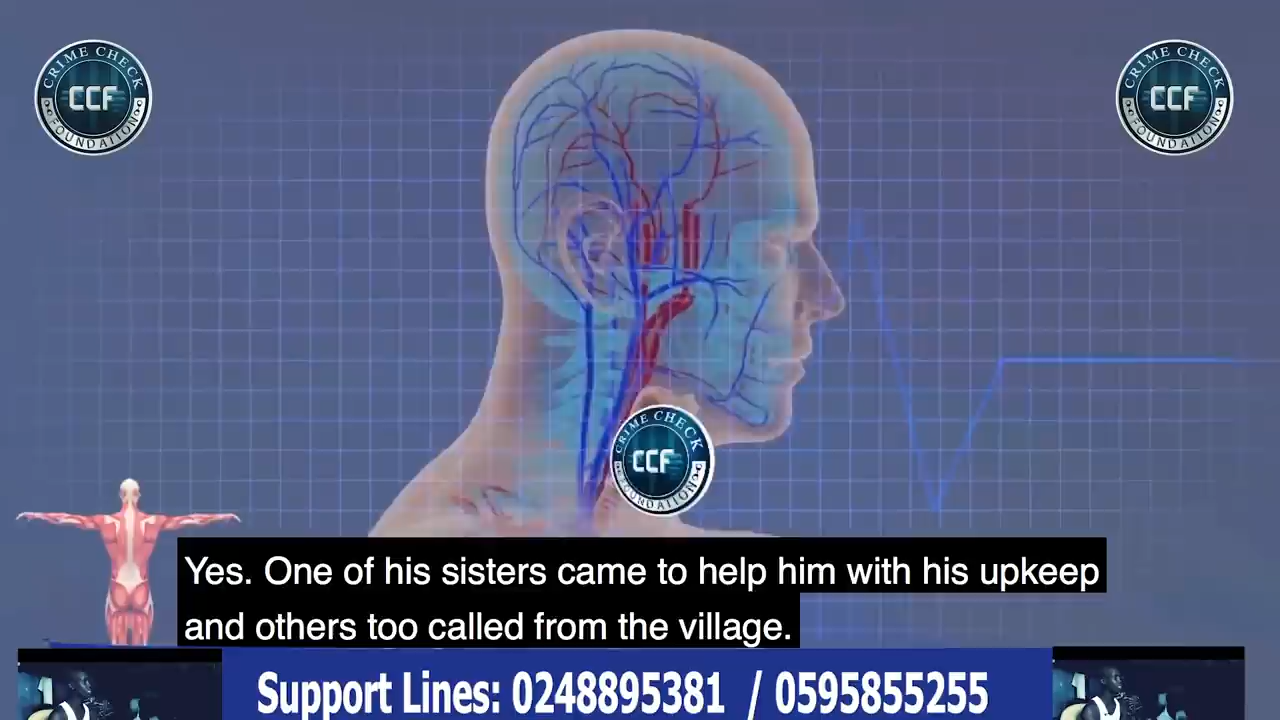 CRIME CHECK
CCF
FOUNDATION
CRIME CHECK
CCF
FOUNDATION
CRIME CHECK
CCF
FOUNDATION
Yes. One of his sisters came to help him with his upkeep
and others too called from the village.
Support Lines: 0248895381 / 0595855255